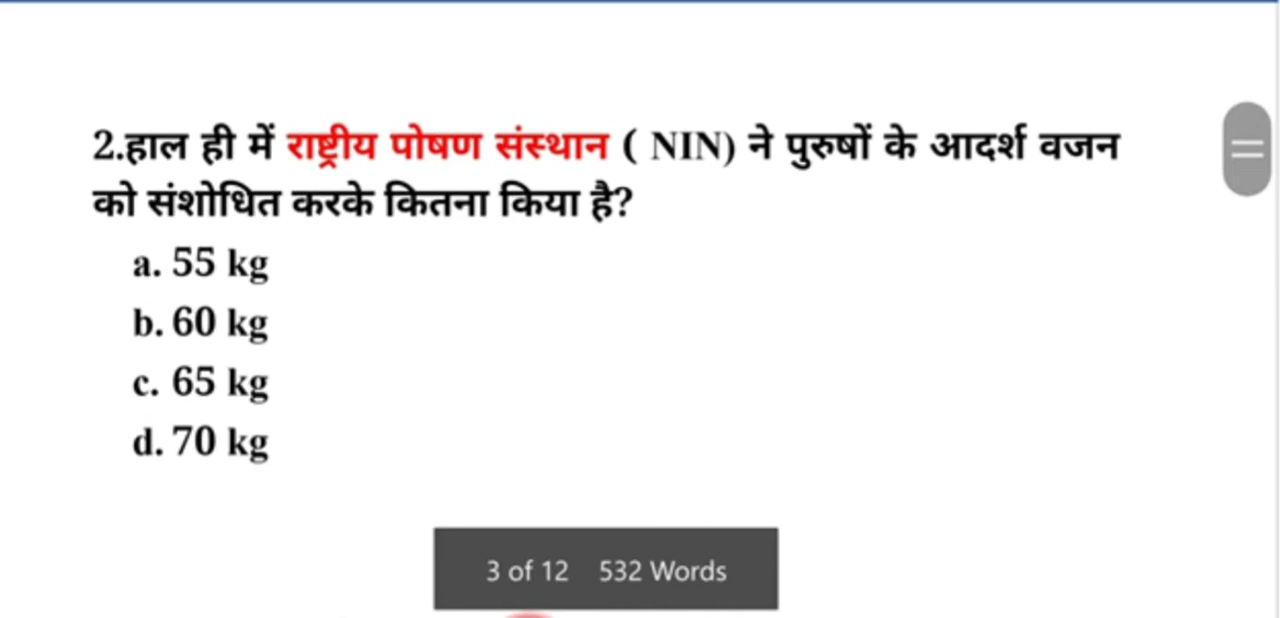 2.हाल ही में राष्ट्रीय पोषण संस्थान ( NIN) ने पुरुषों के आदर्श वजन
को संशोधित करके कितना किया है?
a. 55 kg
b. 60 kg
c. 65 kg
d. 70 kg
3 of 12 532 Words